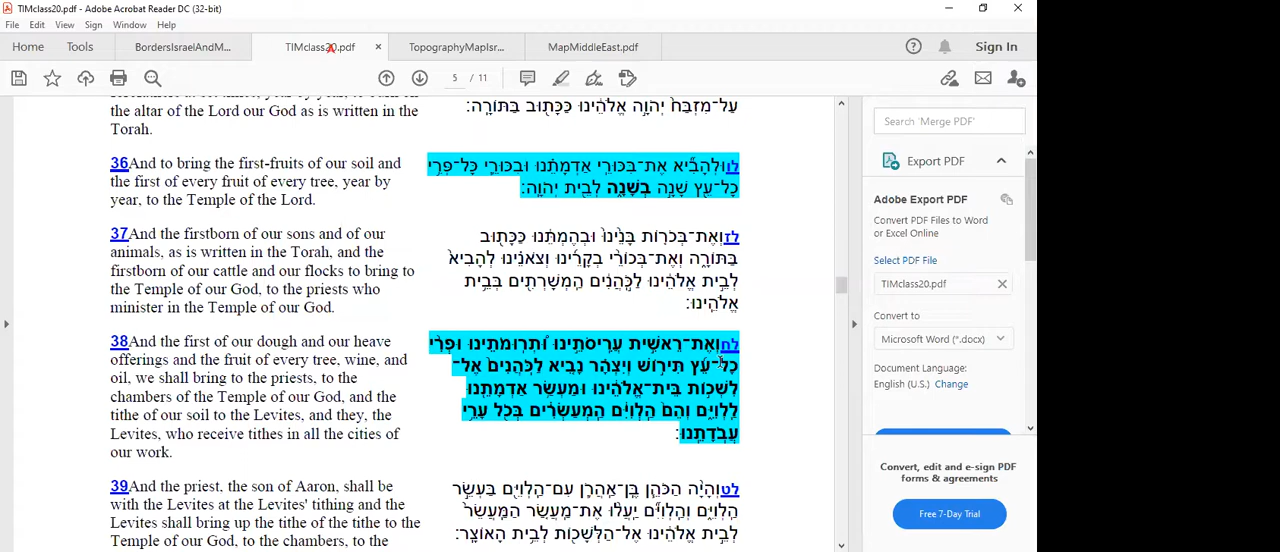 TIMclass20.pdf - Adobe Acrobat Reader DC (32-bit)
File Edit View Sign Window Help
Home Tools BordersIsraelAndM... TIMclass20.pdf × TopographyMapIsr... MapMiddleEast.pdf Sign In
5 / 11
the altar of the Lord our God as is written in the
Torah.
עַל־מִזְבַּח֙ יְהֹוָ֣ה אֱלֹהֵ֔ינוּ כַּכָּת֖וּב בַּתּוֹרָֽה:
36And to bring the first-fruits of our soil and
the first of every fruit of every tree, year by
year, to the Temple of the Lord.
לווּלְהָבִ֞יא אֶת־בִּכּוּרֵ֣י אַדְמָתֵ֗נוּ וּבִכּוּרֵ֛י כָּל־פְּרִ֥י
כָל־עֵ֖ץ שָׁנָ֣ה בְשָׁנָ֑ה לְבֵ֖ית יְהֹוָֽה:
37And the firstborn of our sons and of our
animals, as is written in the Torah, and the
firstborn of our cattle and our flocks to bring to
the Temple of our God, to the priests who
minister in the Temple of our God.
לזוְאֶת־בְּכֹר֤וֹת בָּנֵ֙ינוּ֙ וּבְהֶמְתֵּ֔נוּ כַּכָּת֖וּב
בַּתּוֹרָ֑ה וְאֶת־בְּכוֹרֵ֨י בְקָרֵ֜ינוּ וְצֹאנֵ֗ינוּ לְהָבִיא֙
לְבֵ֣ית אֱלֹהֵ֔ינוּ לַכֹּ֣הֲנִ֔ים הַמְשָׁרְתִ֖ים בְּבֵ֥ית
אֱלֹהֵֽינוּ:
38And the first of our dough and our heave
offerings and the fruit of every tree, wine, and
oil, we shall bring to the priests, to the
chambers of the Temple of our God, and the
tithe of our soil to the Levites, and they, the
Levites, who receive tithes in all the cities of
our work.
לחוְאֶת־רֵאשִׁ֣ית עֲרִיסֹתֵ֣ינוּ וּ֠תְרוּמֹתֵ֠ינוּ וּפְרִ֨י
כָל־עֵ֜ץ תִּיר֣וֹשׁ וְיִצְהָ֗ר נָבִ֤יא לַכֹּֽהֲנִים֙ אֶל־
לִשְׁכ֣וֹת בֵּית־אֱלֹהֵ֔ינוּ וּמַעְשַׂ֥ר אַדְמָתֵ֖נוּ
לַלְוִיִּ֑ם וְהֵם֙ הַֽלְוִיִּ֔ם הַֽמְעַשְּׂרִ֔ים בְּכֹ֖ל עָרֵ֥י
עֲבֹדָתֵֽנוּ:
39And the priest, the son of Aaron, shall be
with the Levites at the Levites' tithing and the
Levites shall bring up the tithe of the tithe to the
Temple of our God, to the chambers, to the
לטוְהָיָ֨ה הַכֹּהֵ֧ן בֶּֽן־אַֽהֲרֹ֛ן עִם־הַֽלְוִיִּ֖ם בַּעְשֵׂ֣ר
הַֽלְוִיִּ֑ם וְהַֽלְוִיִּ֞ם יַֽעֲל֨וּ אֶת־מַֽעֲשַׂ֤ר הַמַּֽעֲשֵׂר֙
לְבֵ֣ית אֱלֹהֵ֔ינוּ אֶל־הַלְּשָׁכ֖וֹת לְבֵ֥ית הָאוֹצָֽר:
Search 'Merge PDF'
Export PDF
Adobe Export PDF
Convert PDF Files to Word
or Excel Online
Select PDF File
TIMclass20.pdf
Convert to
Microsoft Word (*.docx)
Document Language:
English (U.S.) Change
Convert, edit and e-sign PDF
forms & agreements
Free 7-Day Trial